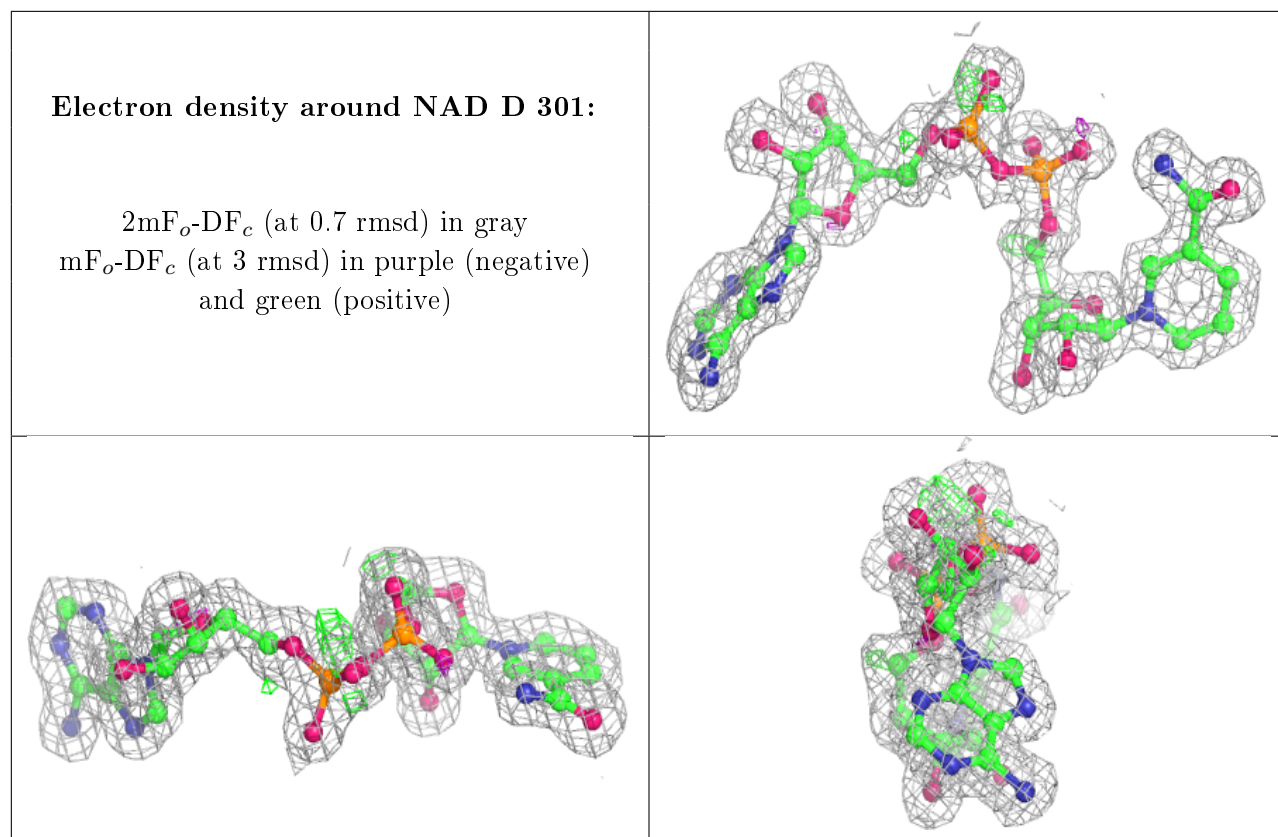 Electron density around NAD D 301:
2mFₒ-DF𝒸 (at 0.7 rmsd) in gray
mFₒ-DF𝒸 (at 3 rmsd) in purple (negative)
and green (positive)